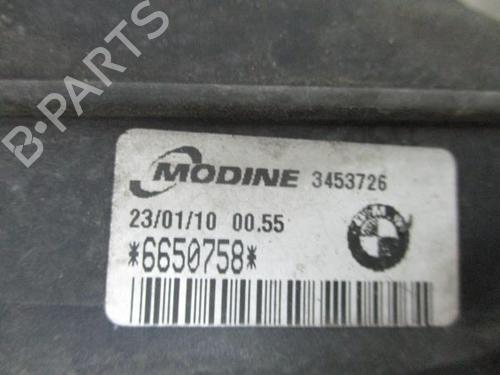 B-PARTS
MODINE 3453726
23/01/10 00.55
*6650758*